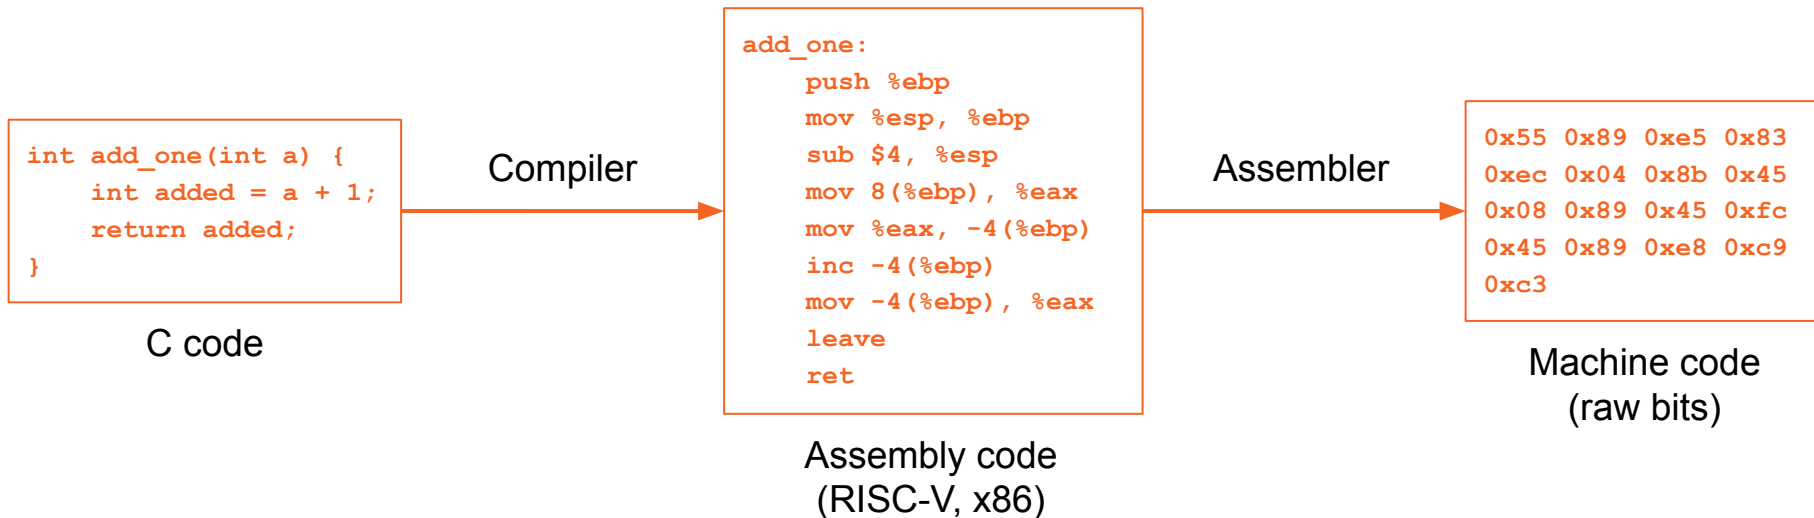 int add_one(int a) {
    int added = a + 1;
    return added;
}
C code
Compiler
add_one:
    push %ebp
    mov %esp, %ebp
    sub $4, %esp
    mov 8(%ebp), %eax
    mov %eax, -4(%ebp)
    inc -4(%ebp)
    mov -4(%ebp), %eax
    leave
    ret
Assembly code
(RISC-V, x86)
Assembler
0x55 0x89 0xe5 0x83
0xec 0x04 0x8b 0x45
0x08 0x89 0x45 0xfc
0x45 0x89 0xe8 0xc9
0xc3
Machine code
(raw bits)